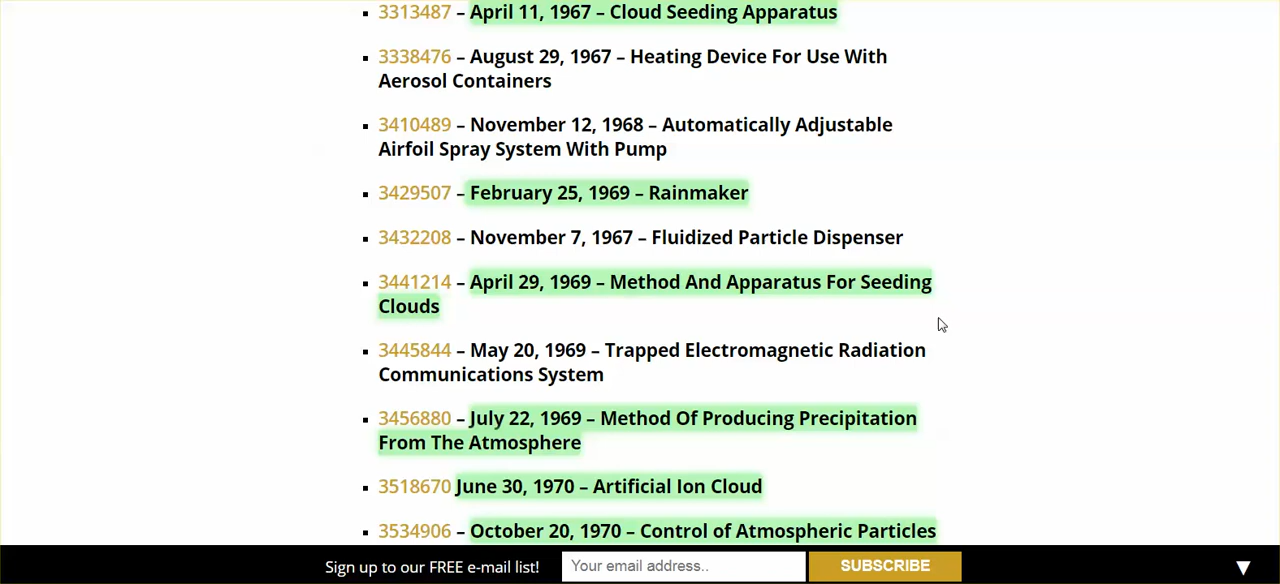 3313487 – April 11, 1967 – Cloud Seeding Apparatus
3338476 – August 29, 1967 – Heating Device For Use With
Aerosol Containers
3410489 – November 12, 1968 – Automatically Adjustable
Airfoil Spray System With Pump
3429507 – February 25, 1969 – Rainmaker
3432208 – November 7, 1967 – Fluidized Particle Dispenser
3441214 – April 29, 1969 – Method And Apparatus For Seeding
Clouds
3445844 – May 20, 1969 – Trapped Electromagnetic Radiation
Communications System
3456880 – July 22, 1969 – Method Of Producing Precipitation
From The Atmosphere
3518670 June 30, 1970 – Artificial Ion Cloud
3534906 – October 20, 1970 – Control of Atmospheric Particles
Sign up to our FREE e-mail list! Your email address.. SUBSCRIBE